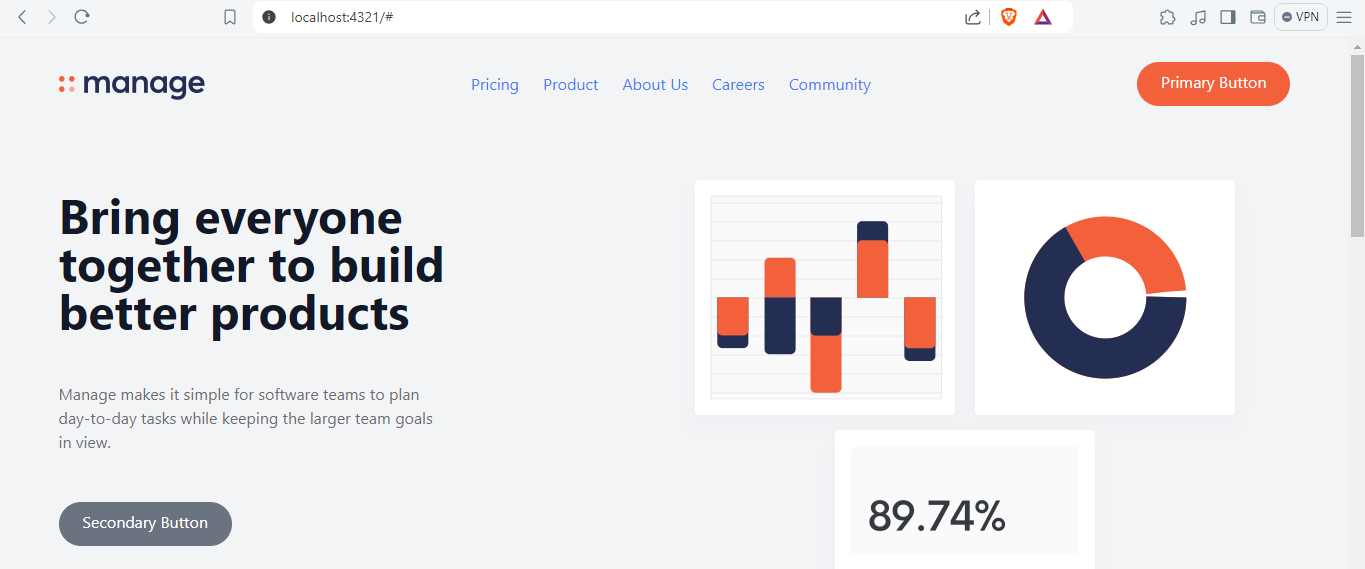 localhost:4321/#
VPN
manage
Pricing
Product
About Us
Careers
Community
Primary Button
Bring everyone
together to build
better products
Manage makes it simple for software teams to plan
day-to-day tasks while keeping the larger team goals
in view.
Secondary Button
89.74%